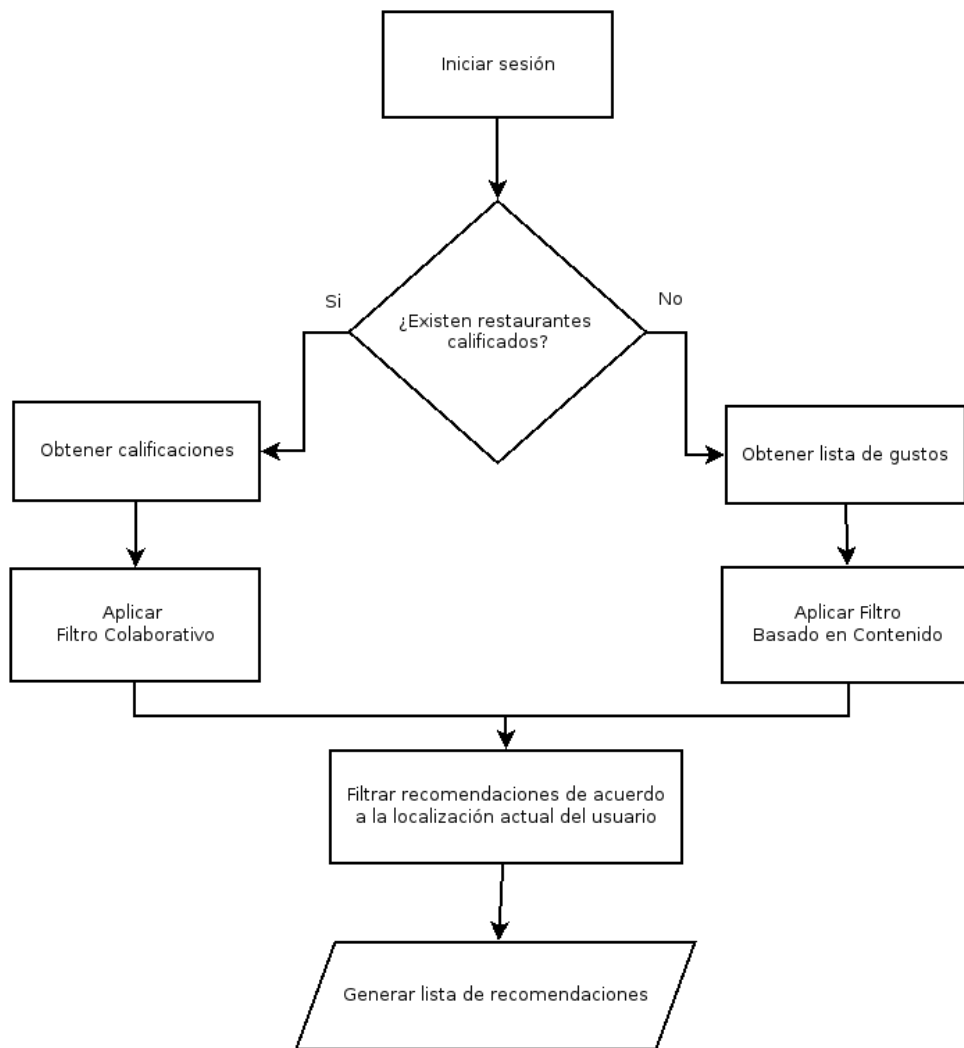 Iniciar sesión
Si
No
¿Existen restaurantes
calificados?
Obtener calificaciones
Obtener lista de gustos
Aplicar
Filtro Colaborativo
Aplicar Filtro
Basado en Contenido
Filtrar recomendaciones de acuerdo
a la localización actual del usuario
Generar lista de recomendaciones